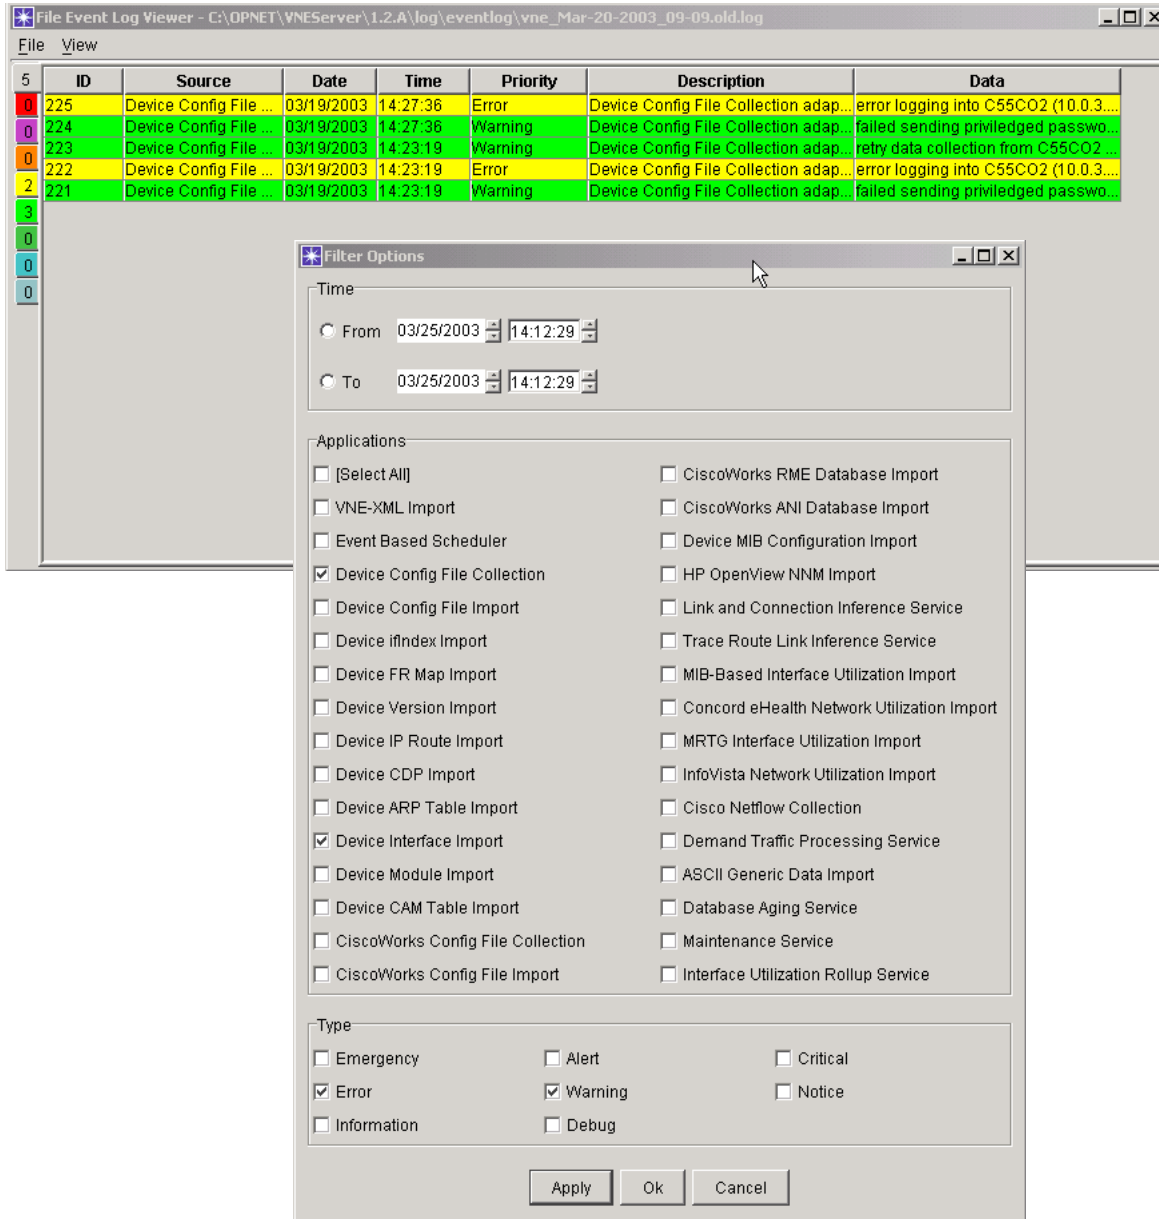 File Event Log Viewer - C:\OPNET\VNEServer\1.2.A\log\eventlog\vne_Mar-20-2003_09-09.old.log
File View
5 ID Source Date Time Priority Description Data
0 225 Device Config File ... 03/19/2003 14:27:36 Error Device Config File Collection adap... error logging into C55CO2 (10.0.3....
0 224 Device Config File ... 03/19/2003 14:27:36 Warning Device Config File Collection adap... failed sending priviledged passwo...
0 223 Device Config File ... 03/19/2003 14:23:19 Warning Device Config File Collection adap... retry data collection from C55CO2 ...
2 222 Device Config File ... 03/19/2003 14:23:19 Error Device Config File Collection adap... error logging into C55CO2 (10.0.3....
3 221 Device Config File ... 03/19/2003 14:23:19 Warning Device Config File Collection adap... failed sending priviledged passwo...
0
0
0
Filter Options
Time
From 03/25/2003 14:12:29
To 03/25/2003 14:12:29
Applications
[Select All] CiscoWorks RME Database Import
VNE-XML Import CiscoWorks ANI Database Import
Event Based Scheduler Device MIB Configuration Import
Device Config File Collection HP OpenView NNM Import
Device Config File Import Link and Connection Inference Service
Device ifIndex Import Trace Route Link Inference Service
Device FR Map Import MIB-Based Interface Utilization Import
Device Version Import Concord eHealth Network Utilization Import
Device IP Route Import MRTG Interface Utilization Import
Device CDP Import InfoVista Network Utilization Import
Device ARP Table Import Cisco Netflow Collection
Device Interface Import Demand Traffic Processing Service
Device Module Import ASCII Generic Data Import
Device CAM Table Import Database Aging Service
CiscoWorks Config File Collection Maintenance Service
CiscoWorks Config File Import Interface Utilization Rollup Service
Type
Emergency Alert Critical
Error Warning Notice
Information Debug
Apply Ok Cancel